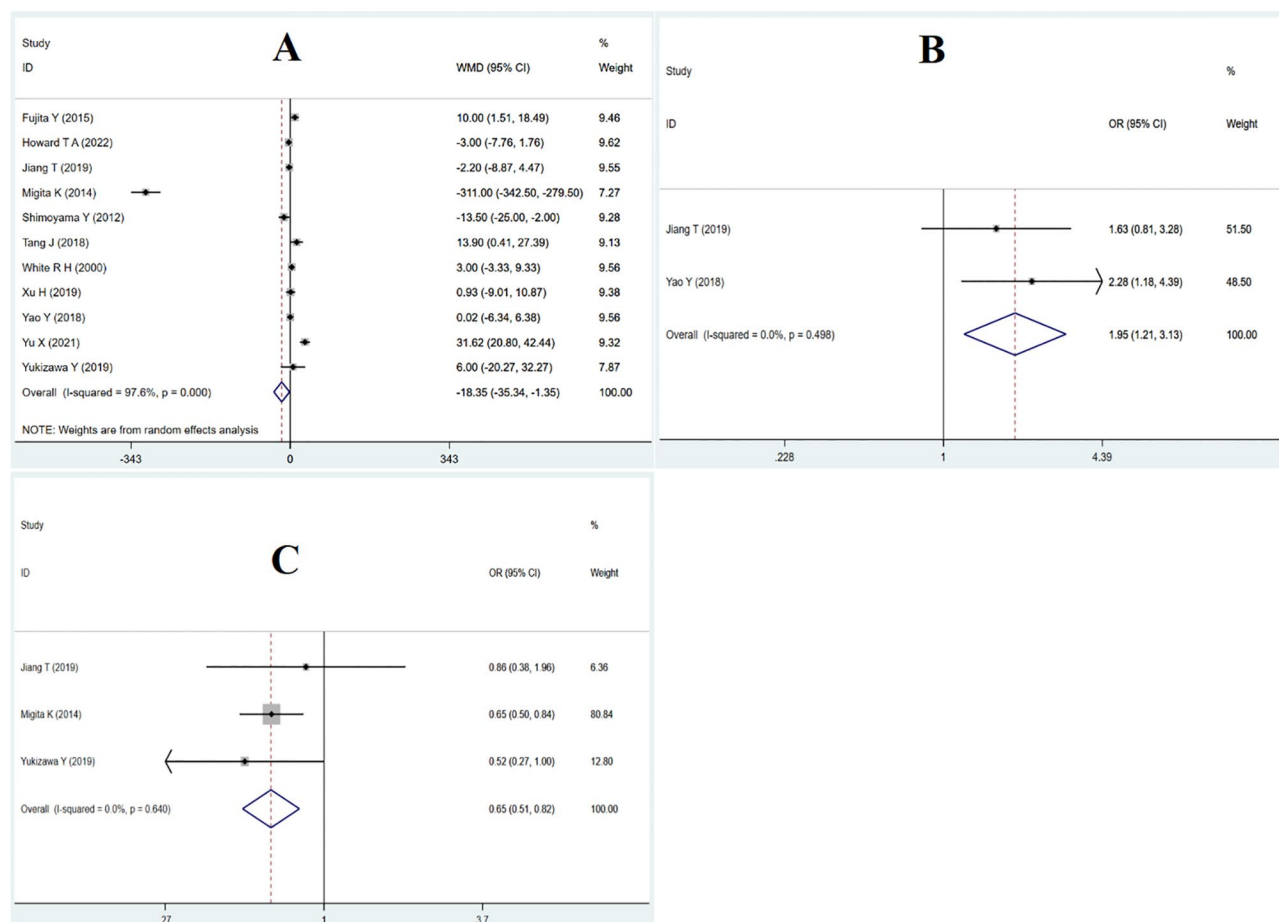 A
Study %
ID WMD (95% CI) Weight
Fujita Y (2015) 10.00 (1.51, 18.49) 9.46
Howard T A (2022) -3.00 (-7.76, 1.76) 9.62
Jiang T (2019) -2.20 (-8.87, 4.47) 9.55
Migita K (2014) -311.00 (-342.50, -279.50) 7.27
Shimoyama Y (2012) -13.50 (-25.00, -2.00) 9.28
Tang J (2018) 13.90 (0.41, 27.39) 9.13
White R H (2000) 3.00 (-3.33, 9.33) 9.56
Xu H (2019) 0.93 (-9.01, 10.87) 9.38
Yao Y (2018) 0.02 (-6.34, 6.38) 9.56
Yu X (2021) 31.62 (20.80, 42.44) 9.32
Yukizawa Y (2019) 6.00 (-20.27, 32.27) 7.87
Overall (I-squared = 97.6%, p = 0.000) -18.35 (-35.34, -1.35) 100.00
NOTE: Weights are from random effects analysis
-343 0 343
B
Study %
ID OR (95% CI) Weight
Jiang T (2019) 1.63 (0.81, 3.28) 51.50
Yao Y (2018) 2.28 (1.18, 4.39) 48.50
Overall (I-squared = 0.0%, p = 0.498) 1.95 (1.21, 3.13) 100.00
.228 1 4.39
C
Study %
ID OR (95% CI) Weight
Jiang T (2019) 0.86 (0.38, 1.96) 6.36
Migita K (2014) 0.65 (0.50, 0.84) 80.84
Yukizawa Y (2019) 0.52 (0.27, 1.00) 12.80
Overall (I-squared = 0.0%, p = 0.640) 0.65 (0.51, 0.82) 100.00
.27 1 3.7